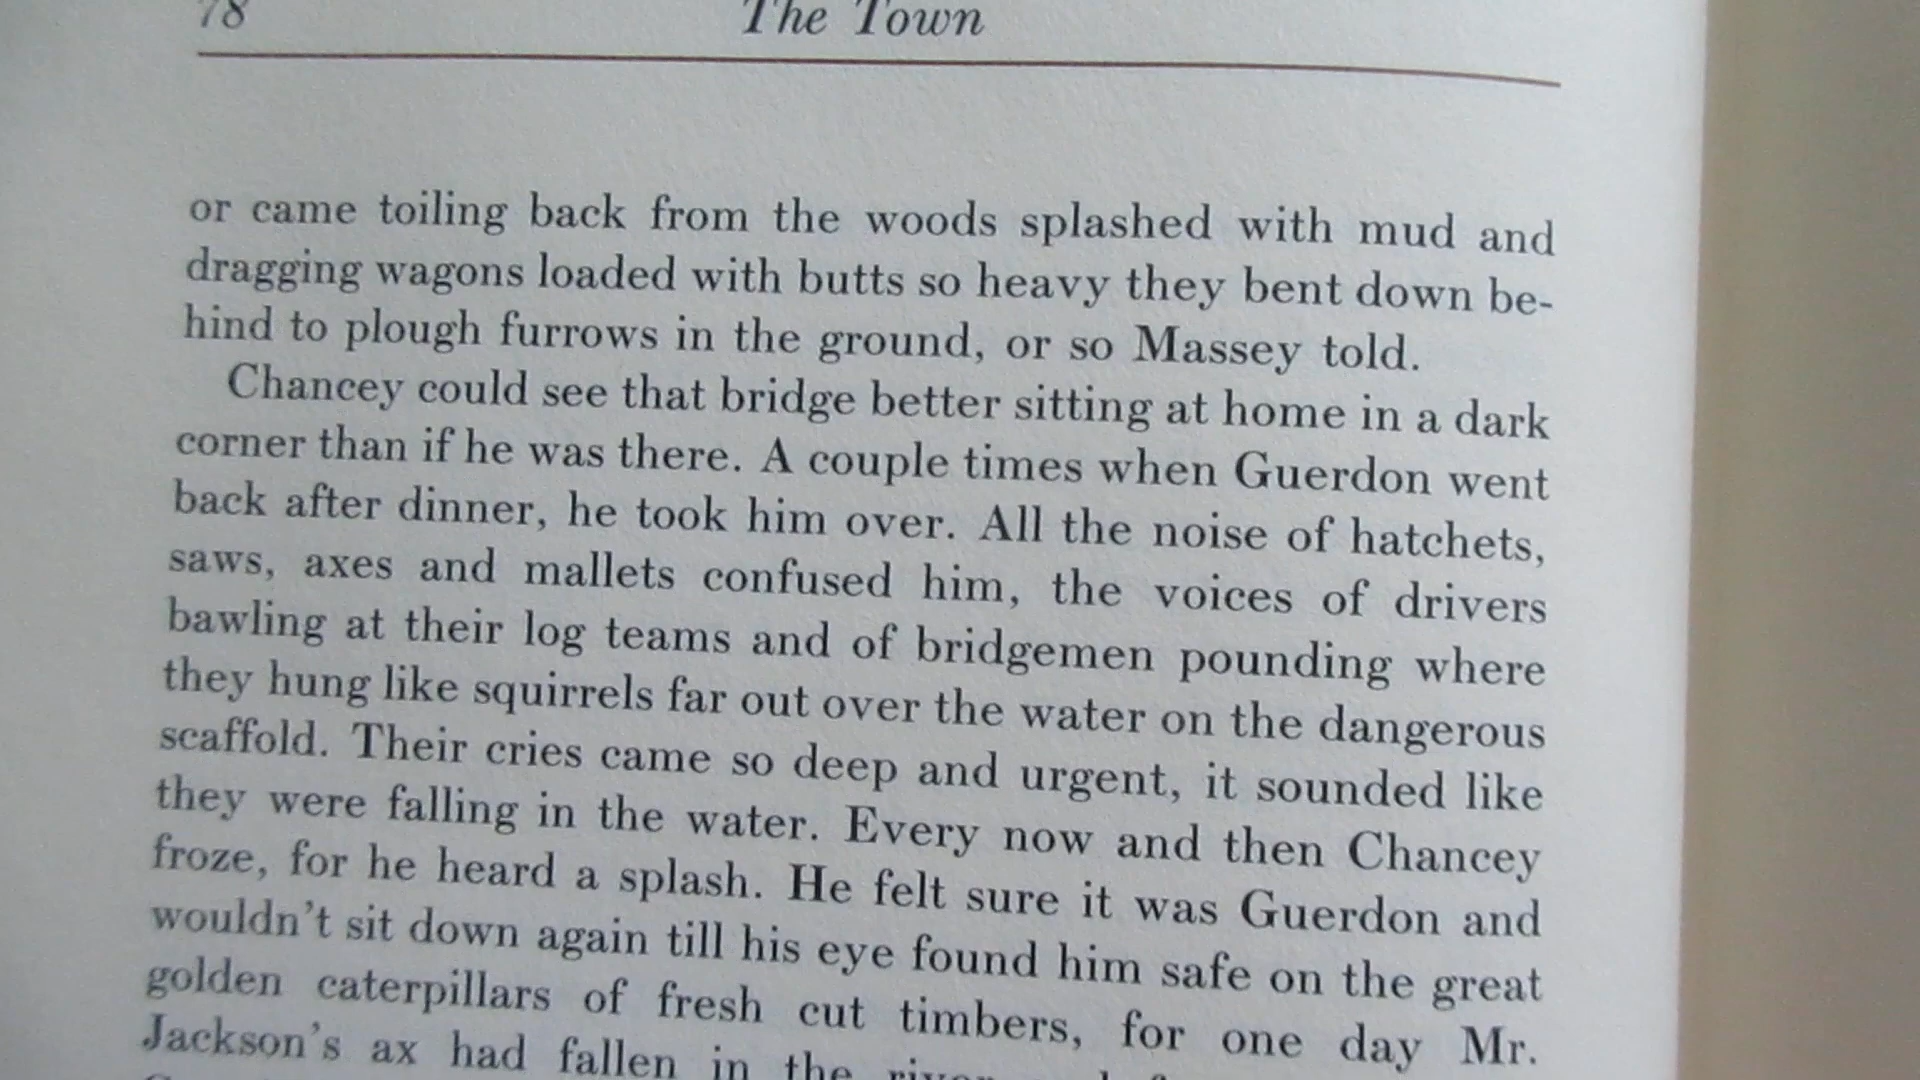 78 The Town
or came toiling back from the woods splashed with mud and
dragging wagons loaded with butts so heavy they bent down be-
hind to plough furrows in the ground, or so Massey told.
Chancey could see that bridge better sitting at home in a dark
corner than if he was there. A couple times when Guerdon went
back after dinner, he took him over. All the noise of hatchets,
saws, axes and mallets confused him, the voices of drivers
bawling at their log teams and of bridgemen pounding where
they hung like squirrels far out over the water on the dangerous
scaffold. Their cries came so deep and urgent, it sounded like
they were falling in the water. Every now and then Chancey
froze, for he heard a splash. He felt sure it was Guerdon and
wouldn't sit down again till his eye found him safe on the great
golden caterpillars of fresh cut timbers, for one day Mr.
Jackson's ax had fallen in the river